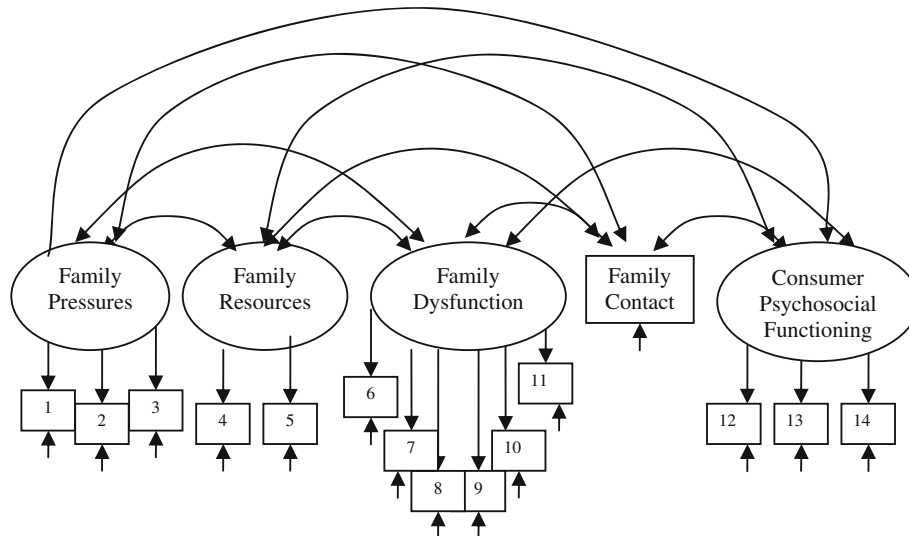 Family
Pressures
Family
Resources
Family
Dysfunction
Family
Contact
Consumer
Psychosocial
Functioning
1
2
3
4
5
6
7
8
9
10
11
12
13
14